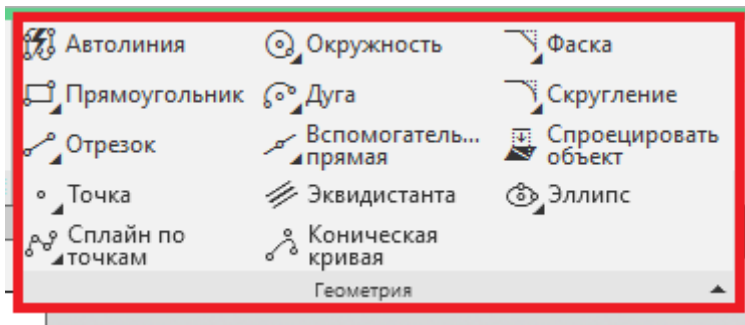 Автолиния
Окружность
Фаска
Прямоугольник
Дуга
Скругление
Отрезок
Вспомогатель...
прямая
Спроецировать
объект
Точка
Эквидистанта
Эллипс
Сплайн по
точкам
Коническая
кривая
Геометрия